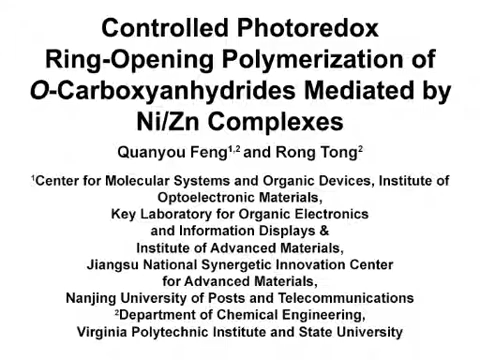 Controlled Photoredox
Ring-Opening Polymerization of
O-Carboxyanhydrides Mediated by
Ni/Zn Complexes
Quanyou Feng1,2 and Rong Tong2
1Center for Molecular Systems and Organic Devices, Institute of
Optoelectronic Materials,
Key Laboratory for Organic Electronics
and Information Displays &
Institute of Advanced Materials,
Jiangsu National Synergetic Innovation Center
for Advanced Materials,
Nanjing University of Posts and Telecommunications
2Department of Chemical Engineering,
Virginia Polytechnic Institute and State University